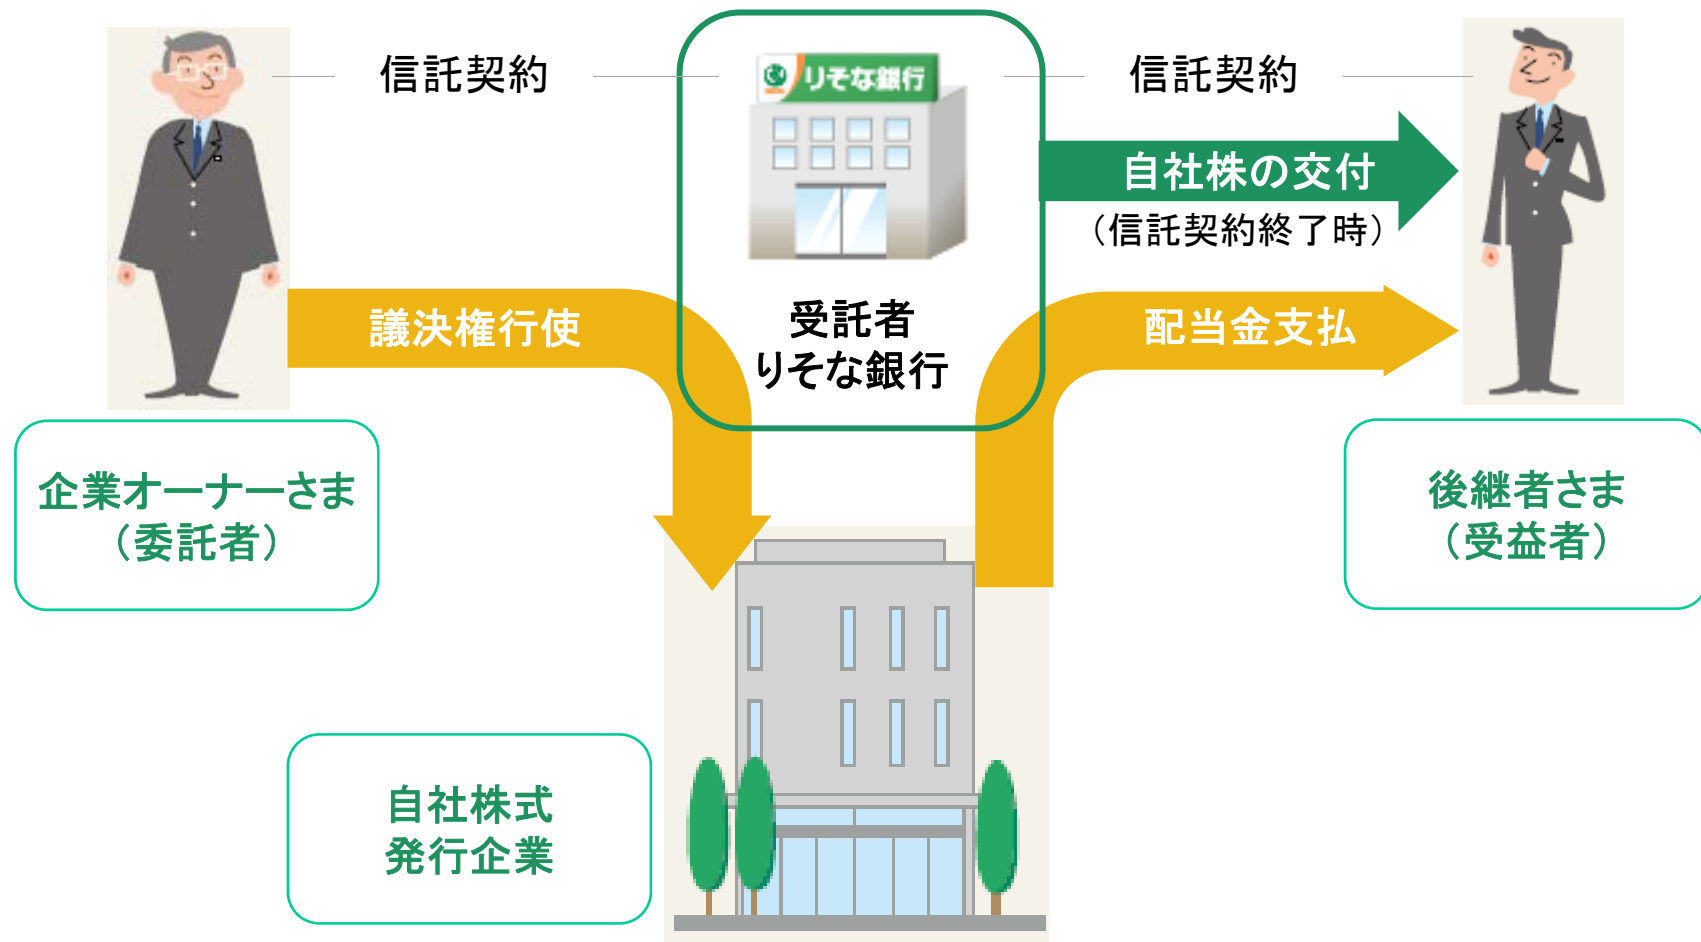 信託契約
りそな銀行
信託契約
自社株の交付
（信託契約終了時）
議決権行使
受託者
りそな銀行
配当金支払
企業オーナーさま
（委託者）
後継者さま
（受益者）
自社株式
発行企業